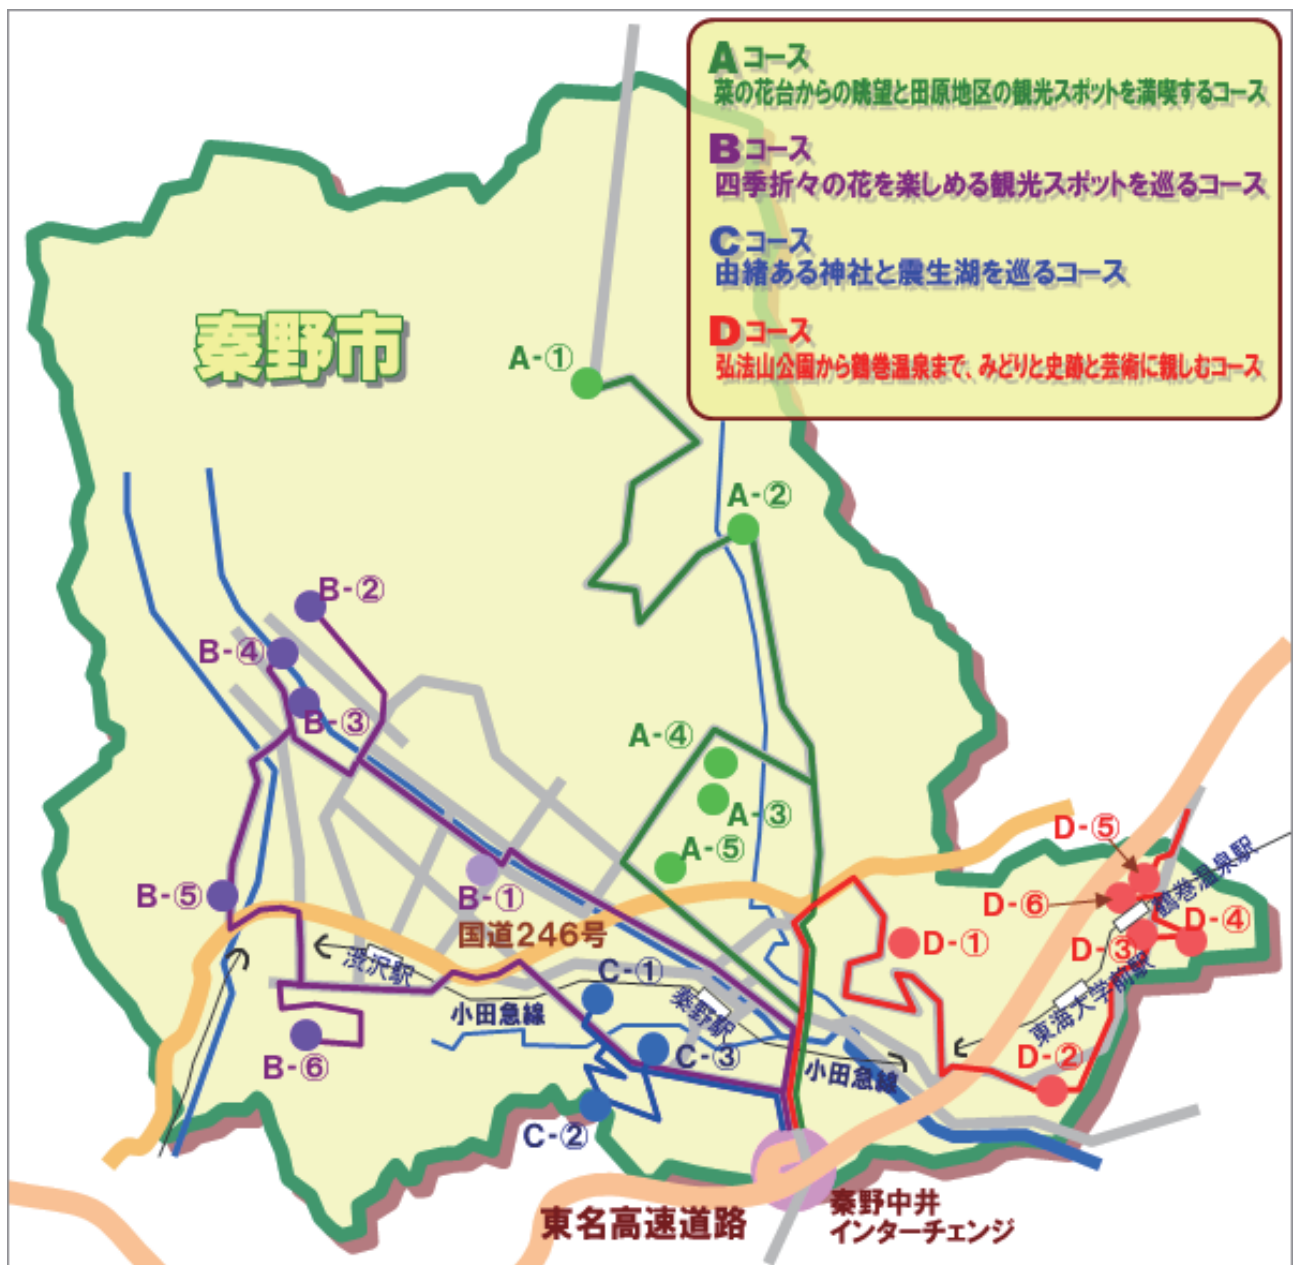 Aコース
菜の花台からの眺望と田原地区の観光スポットを満喫するコース
Bコース
四季折々の花を楽しめる観光スポットを巡るコース
Cコース
由緒ある神社と震生湖を巡るコース
Dコース
弘法山公園から鶴巻温泉まで、みどりと史跡と芸術に親しむコース
秦野市
A-①
A-②
B-②
B-④
B-③
A-④
A-③
A-⑤
B-①
B-⑤
国道246号
D-⑤
鶴巻温泉駅
D-⑥
D-④
D-①
D-③
渋沢駅
C-①
秦野駅
東海大学前駅
小田急線
B-⑥
C-③
小田急線
D-②
C-②
東名高速道路
秦野中井
インターチェンジ